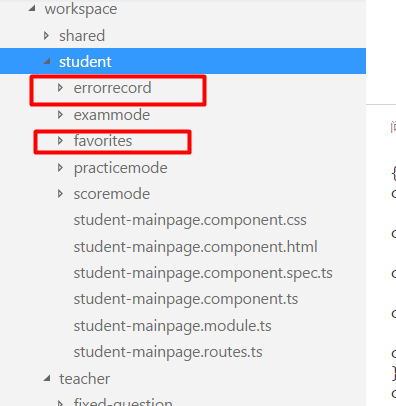 workspace
shared
student
errorrecord
exammode
favorites
practicemode
scoremode
student-mainpage.component.css
student-mainpage.component.html
student-mainpage.component.spec.ts
student-mainpage.component.ts
student-mainpage.module.ts
student-mainpage.routes.ts
teacher
fixed-question
{
}